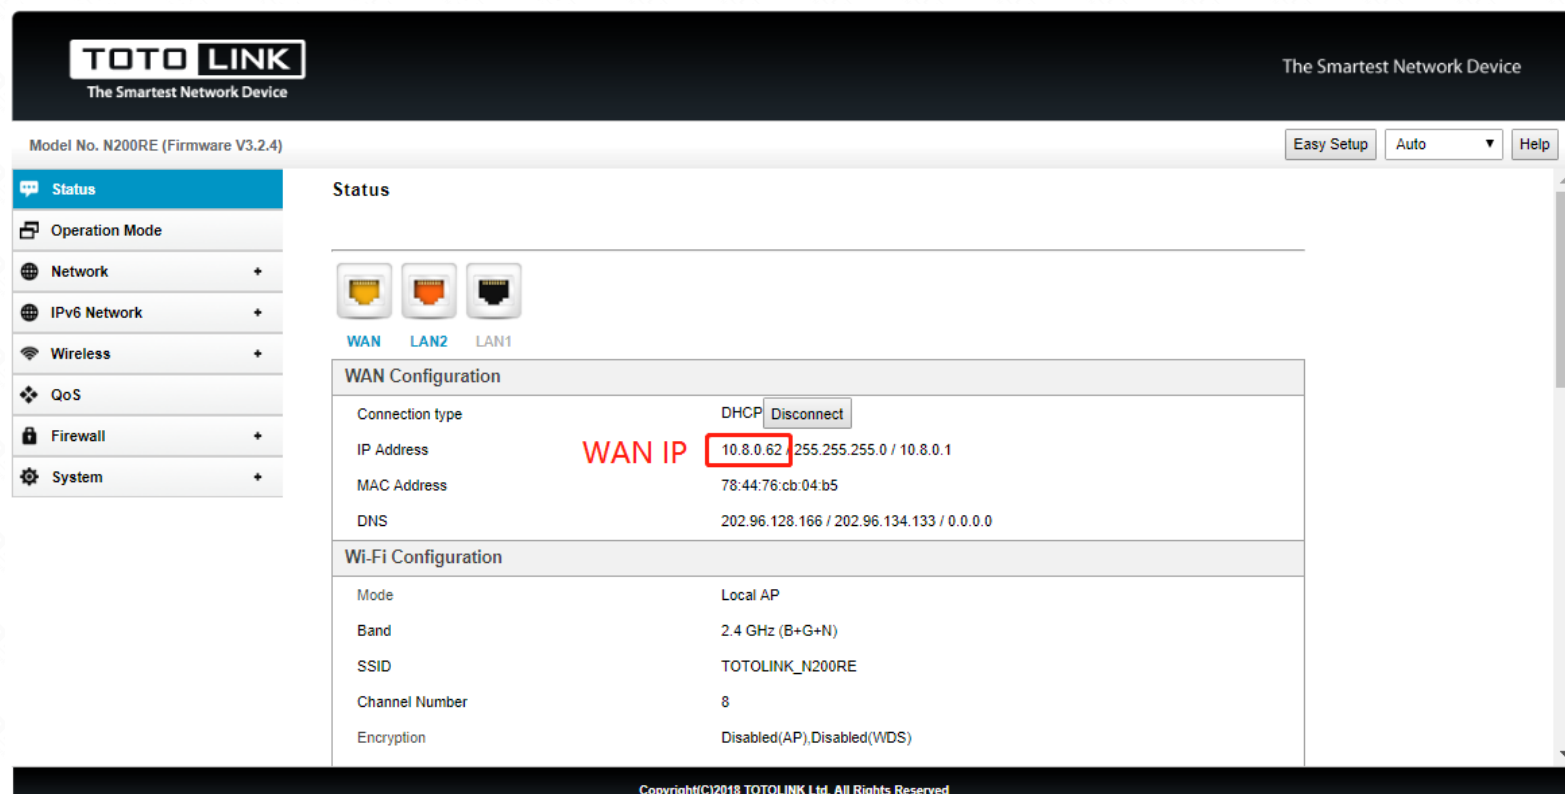 TOTO LINK
The Smartest Network Device
The Smartest Network Device
Model No. N200RE (Firmware V3.2.4)
Easy Setup
Auto
Help
Status
Operation Mode
Network +
IPv6 Network +
Wireless +
QoS
Firewall +
System +
Status
WAN LAN2 LAN1
WAN Configuration
Connection type DHCP Disconnect
IP Address WAN IP 10.8.0.62 / 255.255.255.0 / 10.8.0.1
MAC Address 78:44:76:cb:04:b5
DNS 202.96.128.166 / 202.96.134.133 / 0.0.0.0
Wi-Fi Configuration
Mode Local AP
Band 2.4 GHz (B+G+N)
SSID TOTOLINK_N200RE
Channel Number 8
Encryption Disabled(AP),Disabled(WDS)
Copyright(C)2018 TOTOLINK Ltd. All Rights Reserved